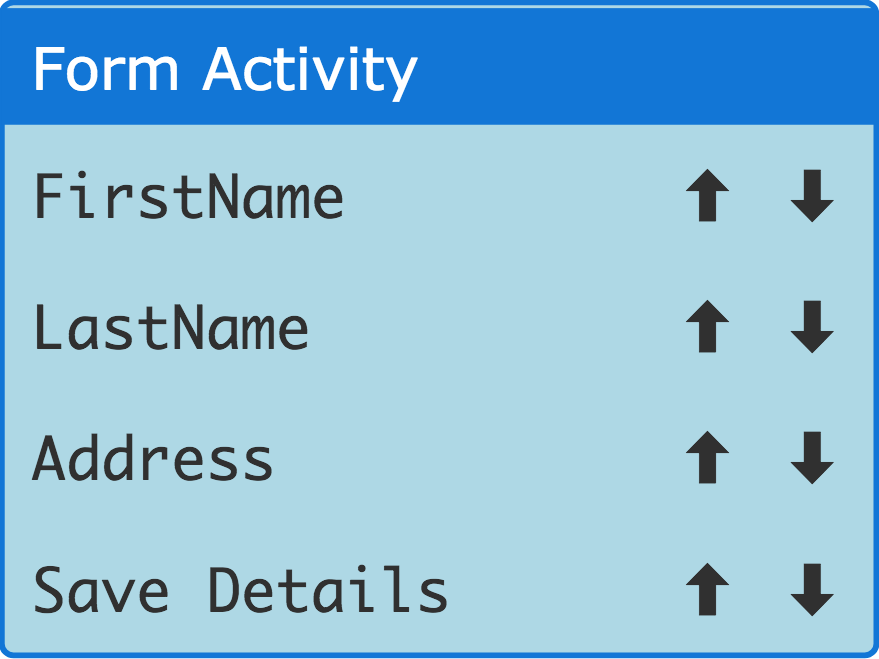 Form Activity
FirstName
LastName
Address
Save Details